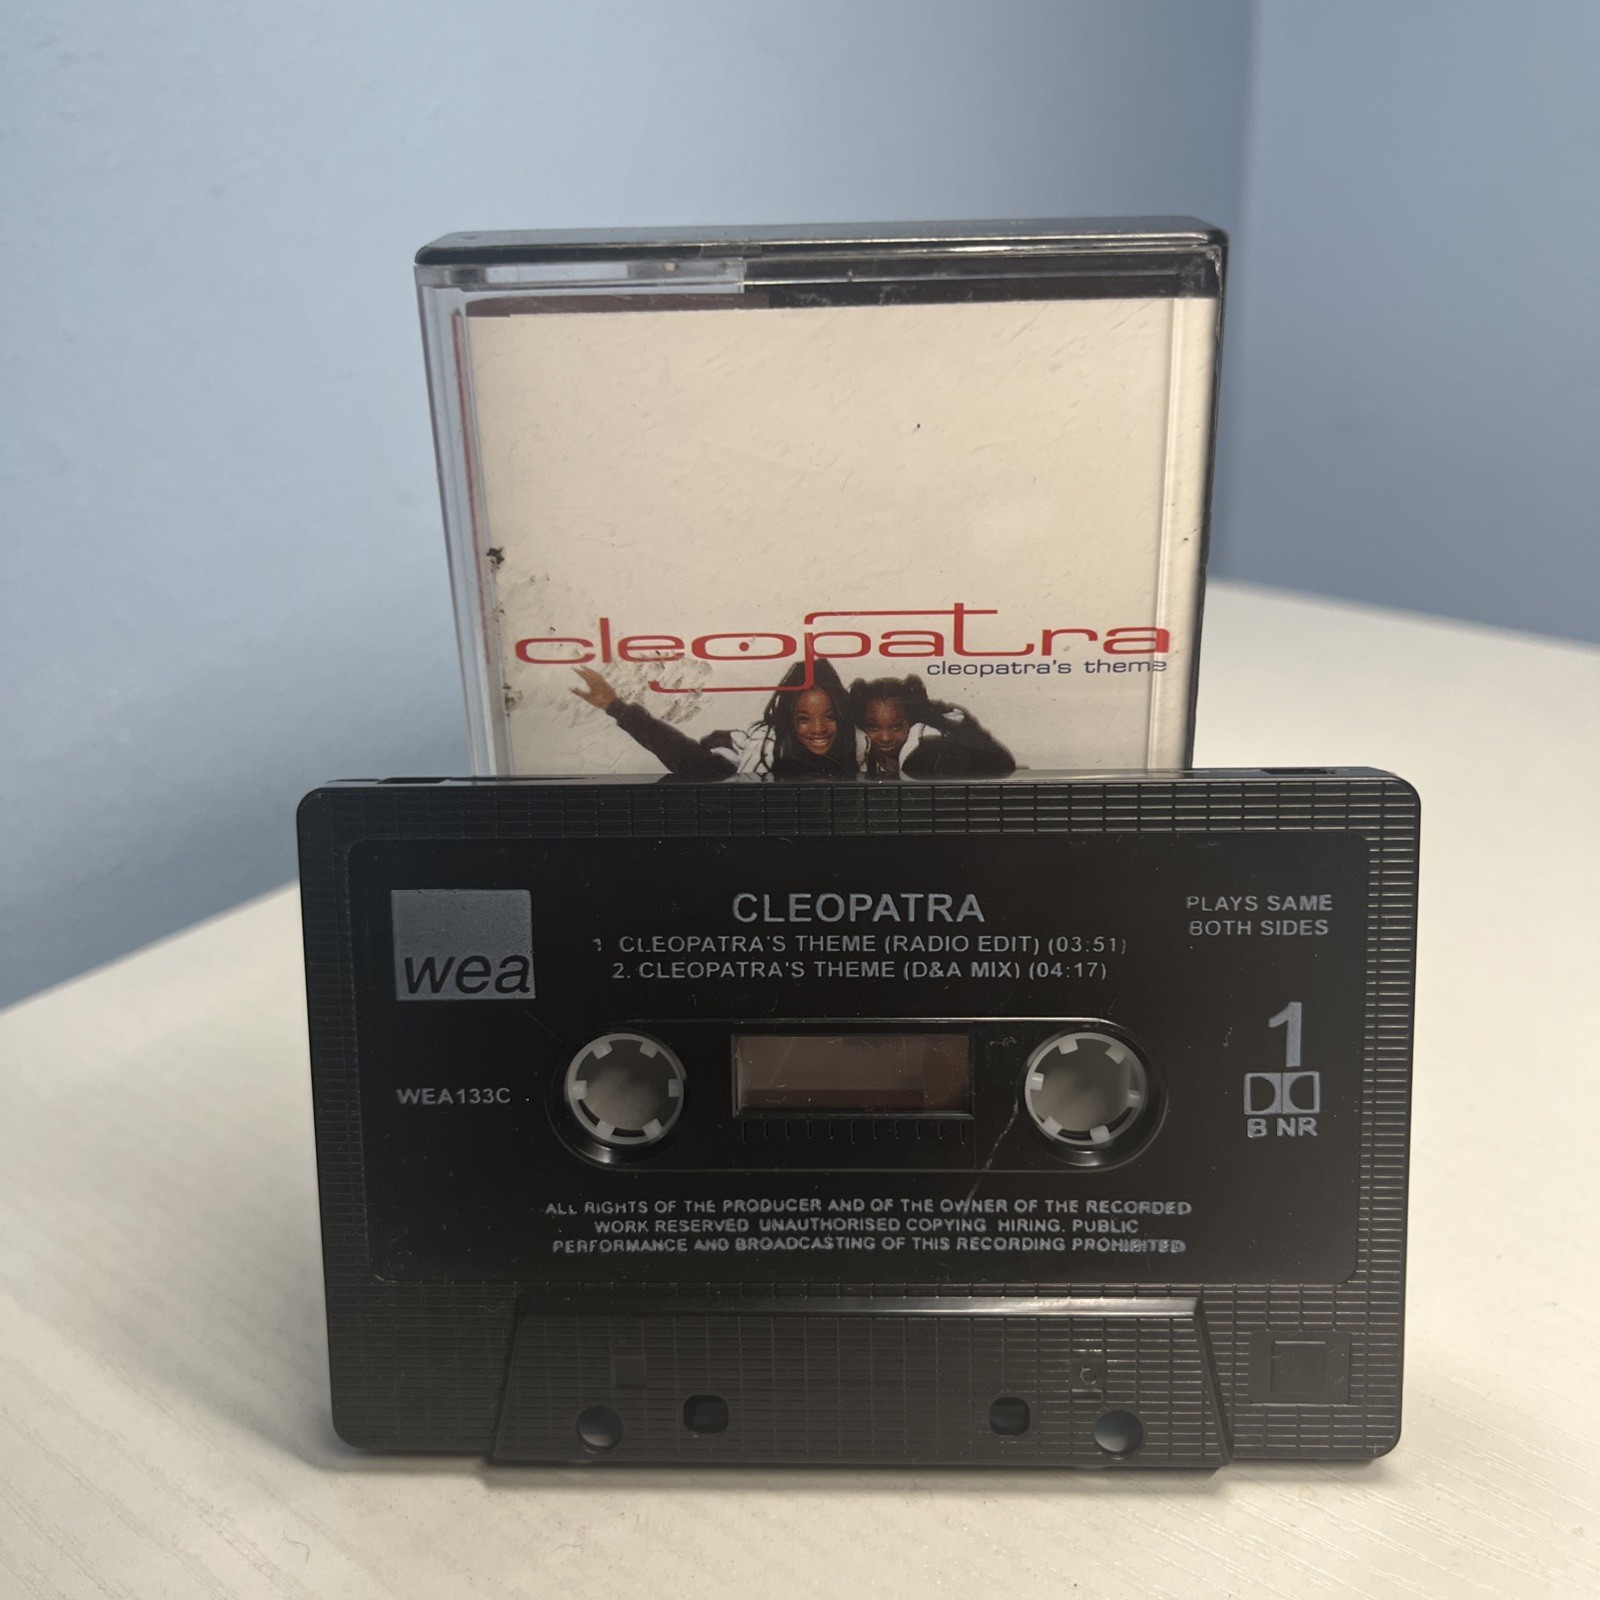 cleopatra
cleopatra's theme
wea
CLEOPATRA
1. CLEOPATRA'S THEME (RADIO EDIT) (03:51)
2. CLEOPATRA'S THEME (D&A MIX) (04:17)
PLAYS SAME
BOTH SIDES
WEA133C
1
B NR
ALL RIGHTS OF THE PRODUCER AND OF THE OWNER OF THE RECORDED
WORK RESERVED UNAUTHORISED COPYING HIRING. PUBLIC
PERFORMANCE AND BROADCASTING OF THIS RECORDING PROHIBITED